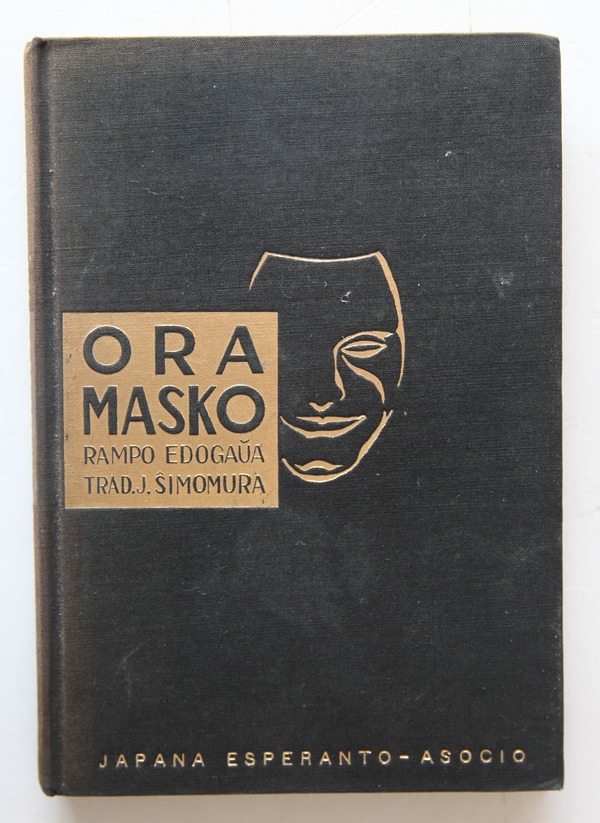 ORA
MASKO
RAMPO EDOGAŬA
TRAD.J. ŜIMOMURA
JAPANA ESPERANTO-ASOCIO